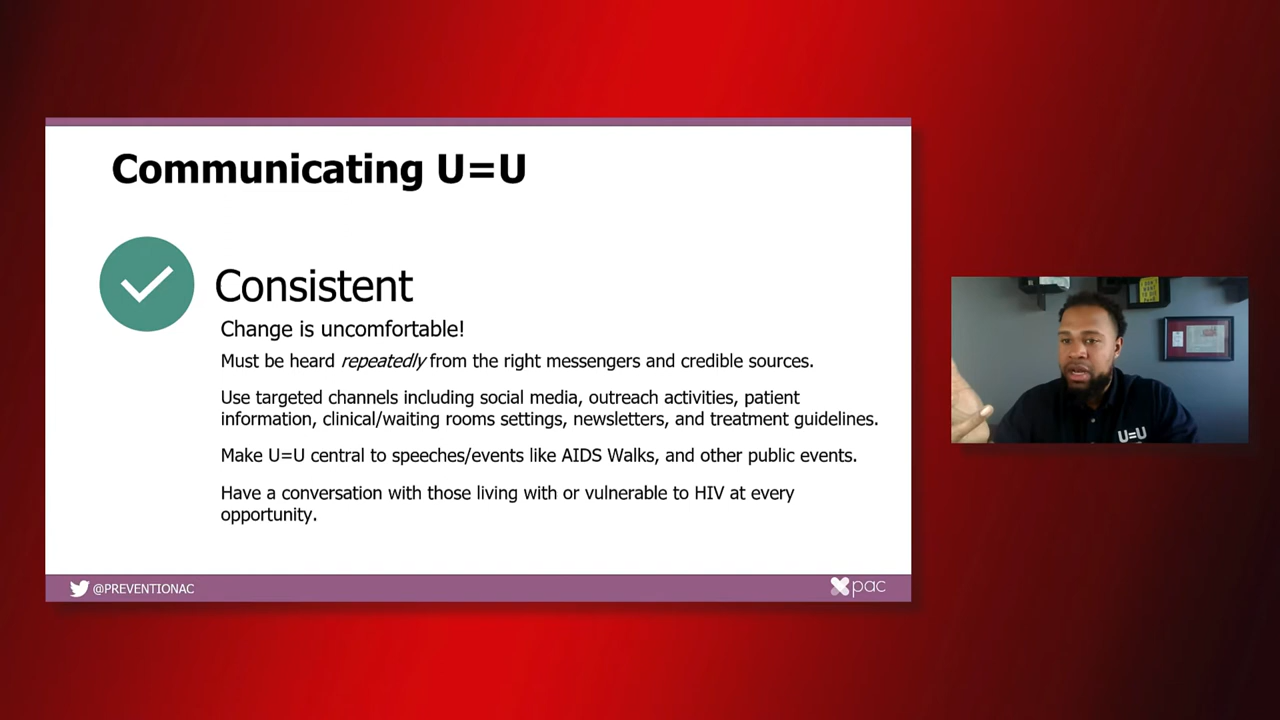 Communicating U=U
Consistent
Change is uncomfortable!
Must be heard repeatedly from the right messengers and credible sources.
Use targeted channels including social media, outreach activities, patient
information, clinical/waiting rooms settings, newsletters, and treatment guidelines.
Make U=U central to speeches/events like AIDS Walks, and other public events.
Have a conversation with those living with or vulnerable to HIV at every
opportunity.
@PREVENTIONAC
pac
U=U